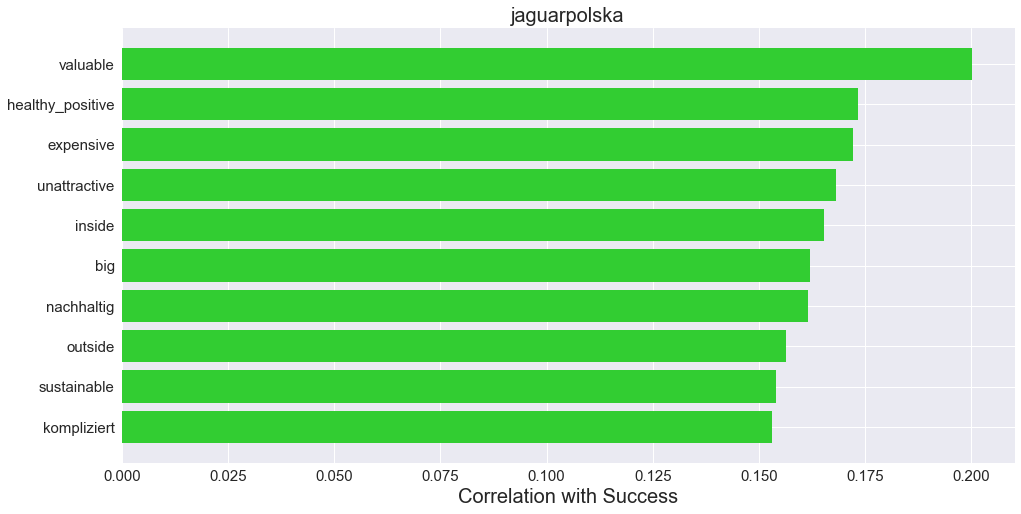 jaguarpolska
valuable
healthy_positive
expensive
unattractive
inside
big
nachhaltig
outside
sustainable
kompliziert
0.000 0.025 0.050 0.075 0.100 0.125 0.150 0.175 0.200
Correlation with Success